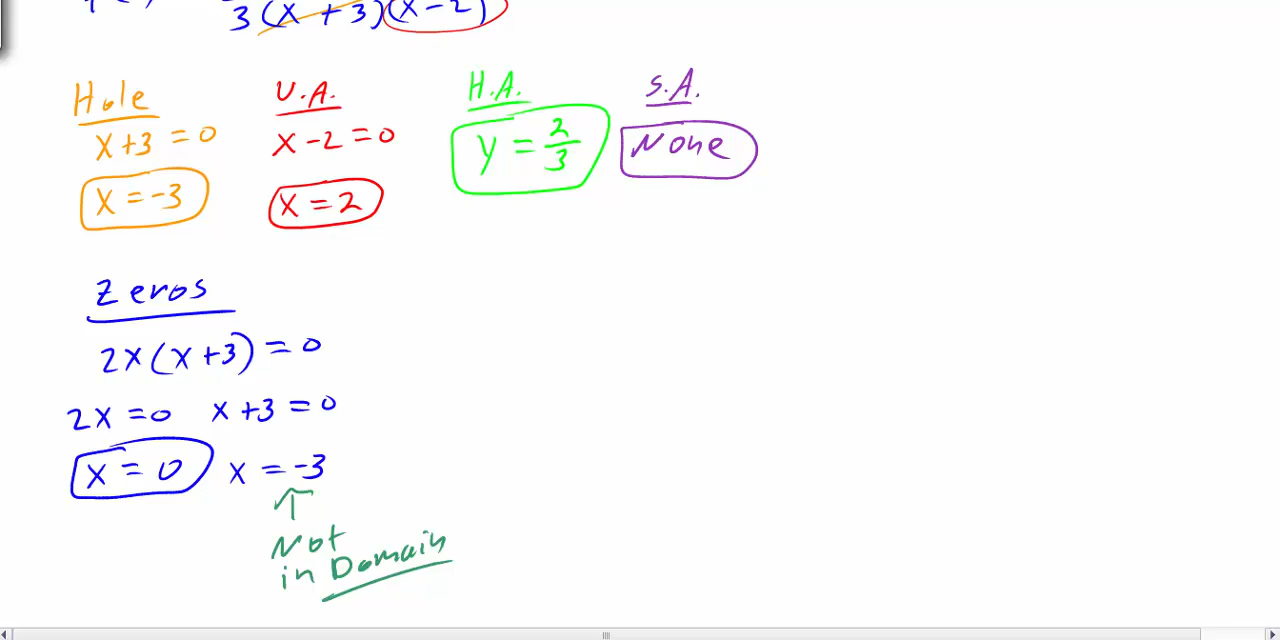 3(x+3)(x-2)
Hole
x+3=0
x=-3
V.A.
x-2=0
x=2
H.A.
y=2/3
S.A.
None
Zeros
2x(x+3)=0
2x=0 x+3=0
x=0 x=-3
Not
in Domain